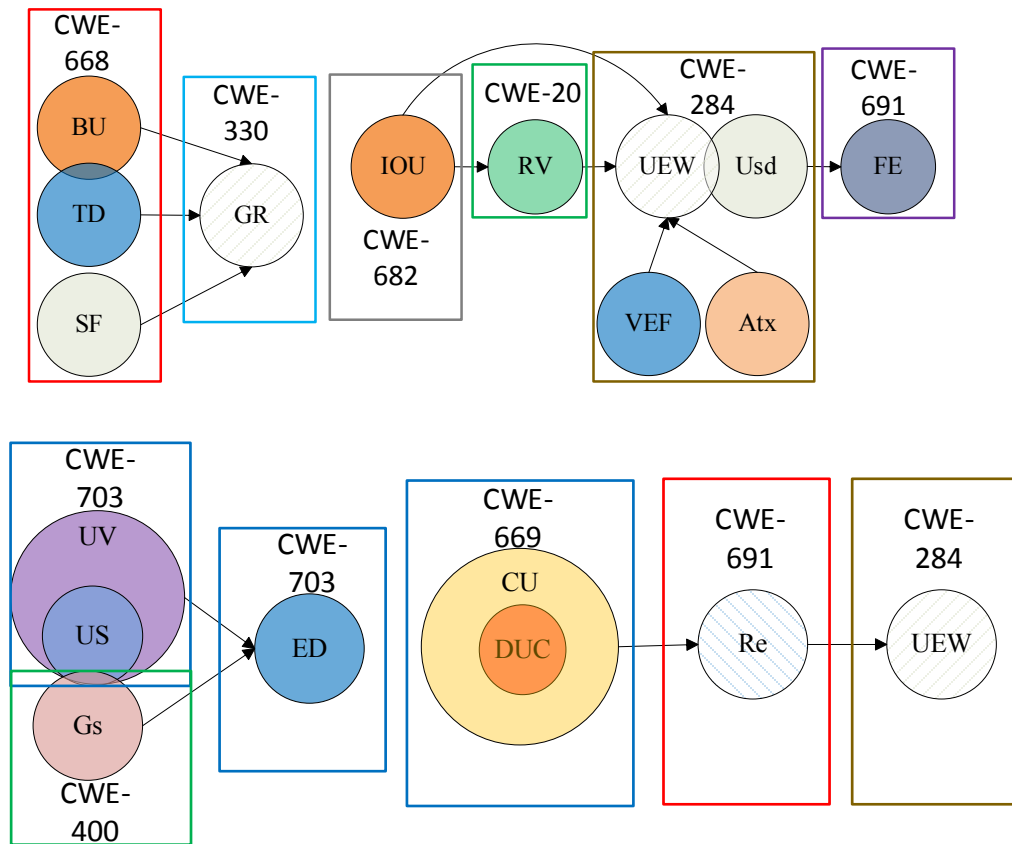 CWE-
668
BU
TD
SF
CWE-
330
GR
IOU
CWE-
682
CWE-20
RV
CWE-
284
UEW
Usd
VEF
Atx
CWE-
691
FE
CWE-
703
UV
US
Gs
CWE-
400
CWE-
703
ED
CWE-
669
CU
DUC
CWE-
691
Re
CWE-
284
UEW